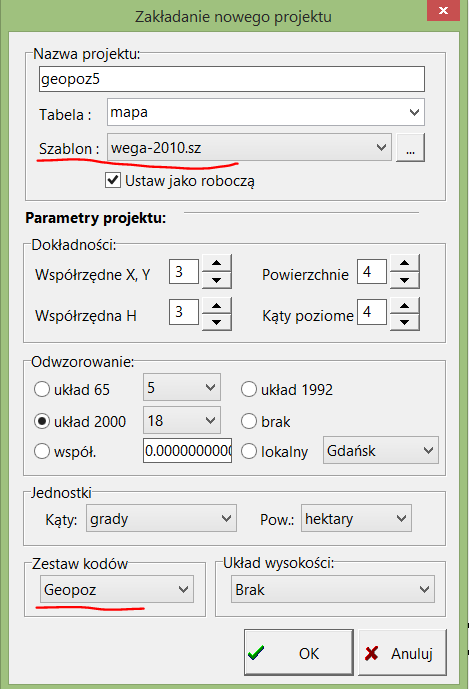 Zakładanie nowego projektu
x
Nazwa projektu:
geopoz5
Tabela : mapa
Szablon : wega-2010.sz ...
Ustaw jako roboczą
Parametry projektu:
Dokładności:
Współrzędne X, Y 3 Powierzchnie 4
Współrzędna H 3 Kąty poziome 4
Odwzorowanie:
układ 65 5 układ 1992
układ 2000 18 brak
współ. 0.0000000000 lokalny Gdańsk
Jednostki
Kąty: grady Pow.: hektary
Zestaw kodów Układ wysokości:
Geopoz Brak
OK Anuluj